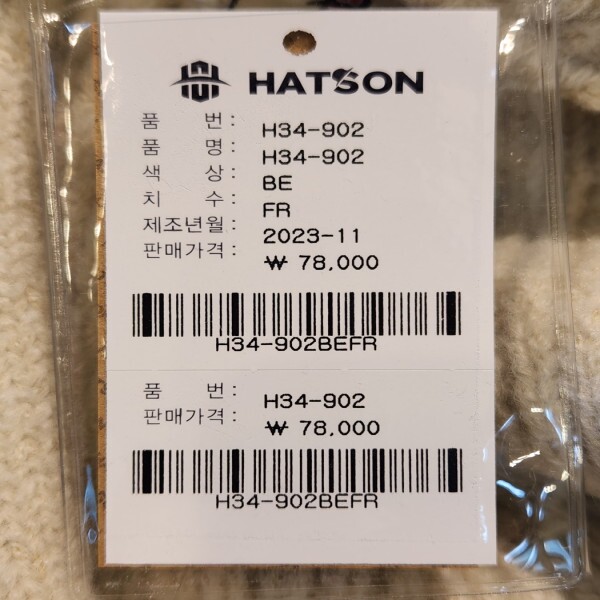 HATSON
품 번 : H34-902
품 명 : H34-902
색 상 : BE
치 수 : FR
제조년월 : 2023-11
판매가격 : ₩ 78,000
H34-902BEFR
품 번 : H34-902
판매가격 : ₩ 78,000
H34-902BEFR